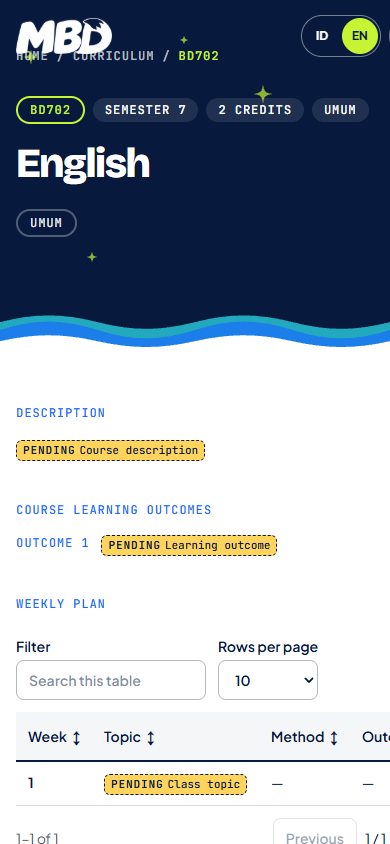 MBD
ID EN
HOME / CURRICULUM / BD702
BD702 SEMESTER 7 2 CREDITS UMUM
English
UMUM
DESCRIPTION
PENDING Course description
COURSE LEARNING OUTCOMES
OUTCOME 1 PENDING Learning outcome
WEEKLY PLAN
Filter Rows per page
Search this table 10
Week ↕ Topic ↕ Method ↕
1 PENDING Class topic — —
1–1 of 1 Previous 1 / 1